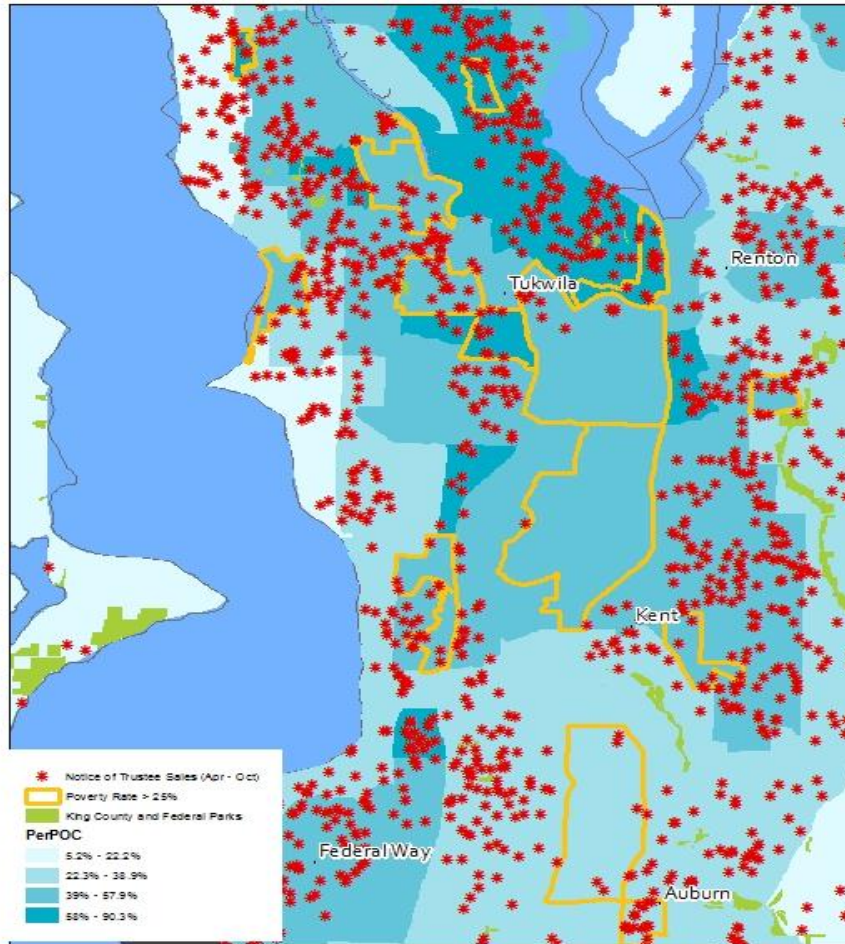 Renton
Tukwila
Kent
Notice of Trustee Sales (Apr - Oct)
Poverty Rate > 25%
King County and Federal Parks
PerPOC
5.2% - 22.2%
22.3% - 38.9%
39% - 57.9%
58% - 90.3%
Federal Way
Auburn